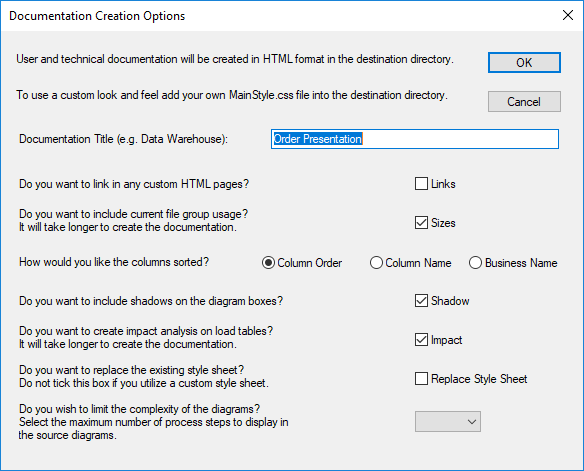 Documentation Creation Options
User and technical documentation will be created in HTML format in the destination directory.
OK
To use a custom look and feel add your own MainStyle.css file into the destination directory.
Cancel
Documentation Title (e.g. Data Warehouse):
Order Presentation
Do you want to link in any custom HTML pages?
Links
Do you want to include current file group usage?
It will take longer to create the documentation.
Sizes
How would you like the columns sorted?
Column Order
Column Name
Business Name
Do you want to include shadows on the diagram boxes?
Shadow
Do you want to create impact analysis on load tables?
It will take longer to create the documentation.
Impact
Do you want to replace the existing style sheet?
Do not tick this box if you utilize a custom style sheet.
Replace Style Sheet
Do you wish to limit the complexity of the diagrams?
Select the maximum number of process steps to display in
the source diagrams.